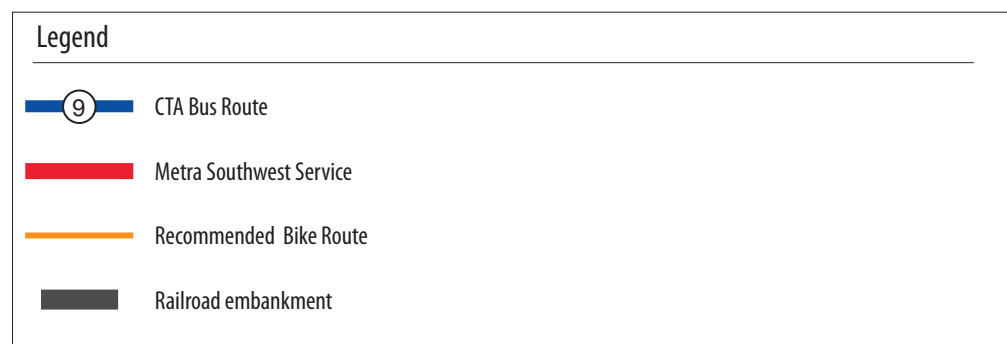 Legend
9 CTA Bus Route
Metra Southwest Service
Recommended Bike Route
Railroad embankment